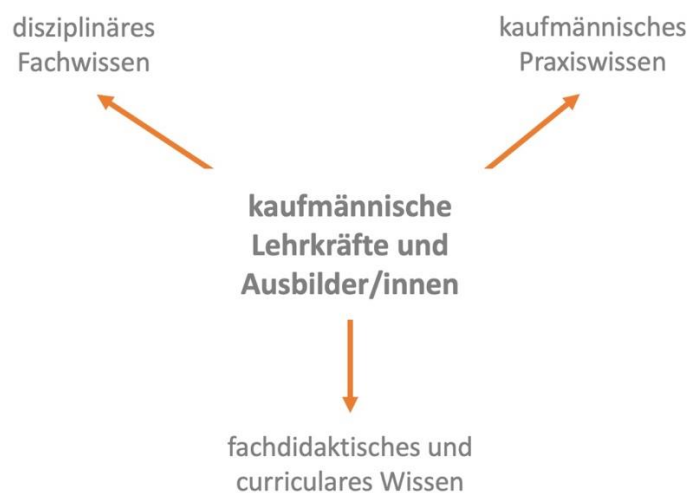 disziplinäres
Fachwissen
kaufmännisches
Praxiswissen
kaufmännische
Lehrkräfte und
Ausbilder/innen
fachdidaktisches und
curriculares Wissen